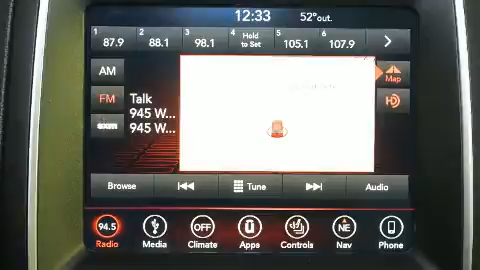 12:33 52°out.
1 87.9
2 88.1
3 98.1
4 Hold to Set
5 105.1
6 107.9
AM
FM
Talk
945 W...
945 W...
Map
HD
Browse
Tune
Audio
94.5 Radio
Media
OFF Climate
Apps
Controls
NE Nav
Phone